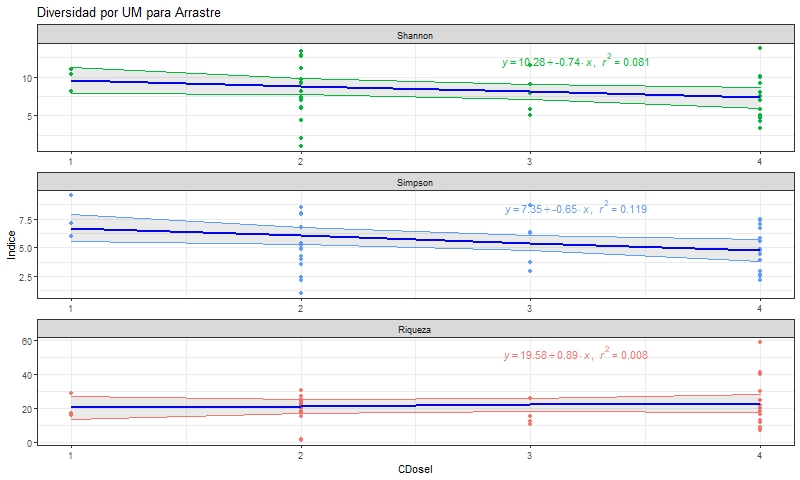 Diversidad por UM para Arrastre
Shannon
y = 10.28 + -0.74 · x, r² = 0.081
10
5
1 2 3 4
Simpson
y = 7.35 + -0.65 · x, r² = 0.119
7.5
5.0
2.5
Indice
1 2 3 4
Riqueza
y = 19.58 + 0.89 · x, r² = 0.008
60
40
20
0
1 2 3 4
CDosel